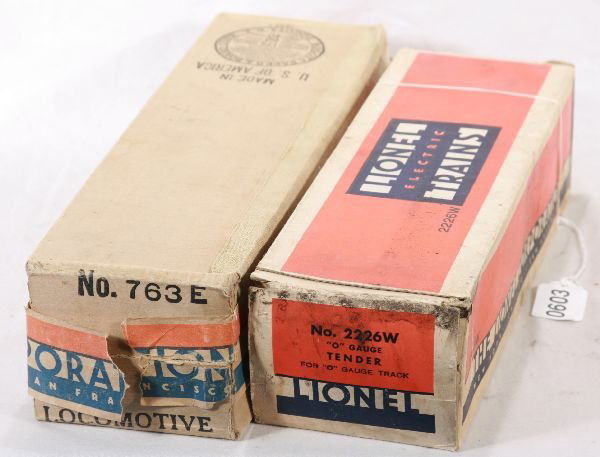 MADE IN
U. S. OF AMERICA
No. 763E
LOCOMOTIVE
LIONEL
ELECTRIC
TRAINS
2226W
No. 2226W
"O" GAUGE
TENDER
FOR "O" GAUGE TRACK
LIONEL
0603